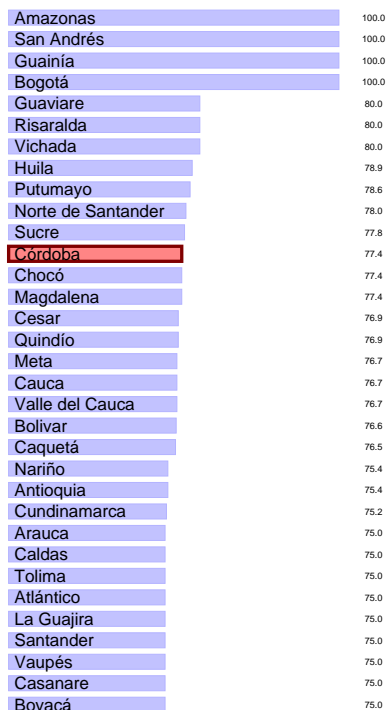 Amazonas 100.0
San Andrés 100.0
Guainía 100.0
Bogotá 100.0
Guaviare 80.0
Risaralda 80.0
Vichada 80.0
Huila 78.9
Putumayo 78.6
Norte de Santander 78.0
Sucre 77.8
Córdoba 77.4
Chocó 77.4
Magdalena 77.4
Cesar 76.9
Quindío 76.9
Meta 76.7
Cauca 76.7
Valle del Cauca 76.7
Bolivar 76.6
Caquetá 76.5
Nariño 75.4
Antioquia 75.4
Cundinamarca 75.2
Arauca 75.0
Caldas 75.0
Tolima 75.0
Atlántico 75.0
La Guajira 75.0
Santander 75.0
Vaupés 75.0
Casanare 75.0
Boyacá 75.0